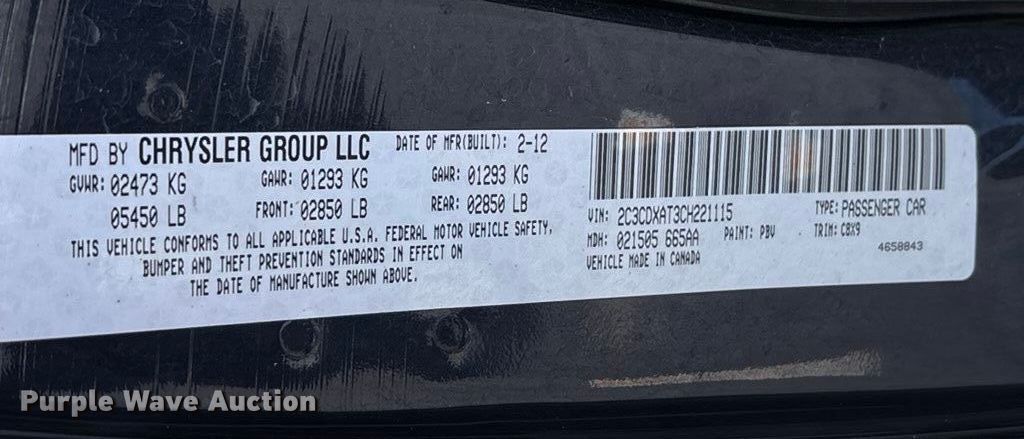 MFD BY CHRYSLER GROUP LLC DATE OF MFR(BUILT): 2-12
GVWR: 02473 KG GAWR: 01293 KG GAWR: 01293 KG
05450 LB FRONT: 02850 LB REAR: 02850 LB
THIS VEHICLE CONFORMS TO ALL APPLICABLE U.S.A. FEDERAL MOTOR VEHICLE SAFETY,
BUMPER AND THEFT PREVENTION STANDARDS IN EFFECT ON
THE DATE OF MANUFACTURE SHOWN ABOVE.
VIN: 2C3CDXAT3CH221115 TYPE: PASSENGER CAR
MDH: 021505 665AA PAINT: PBV TRIM: CBX9
VEHICLE MADE IN CANADA 4658843
Purple Wave Auction